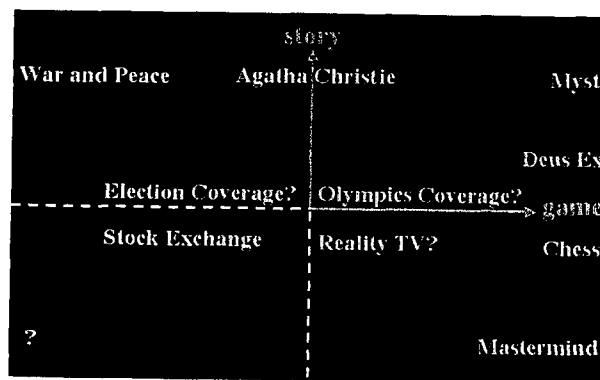 story
War and Peace Agatha Christie Myst
Deus Ex
Election Coverage? Olympics Coverage?
game
Stock Exchange Reality TV? Chess
?
Mastermind